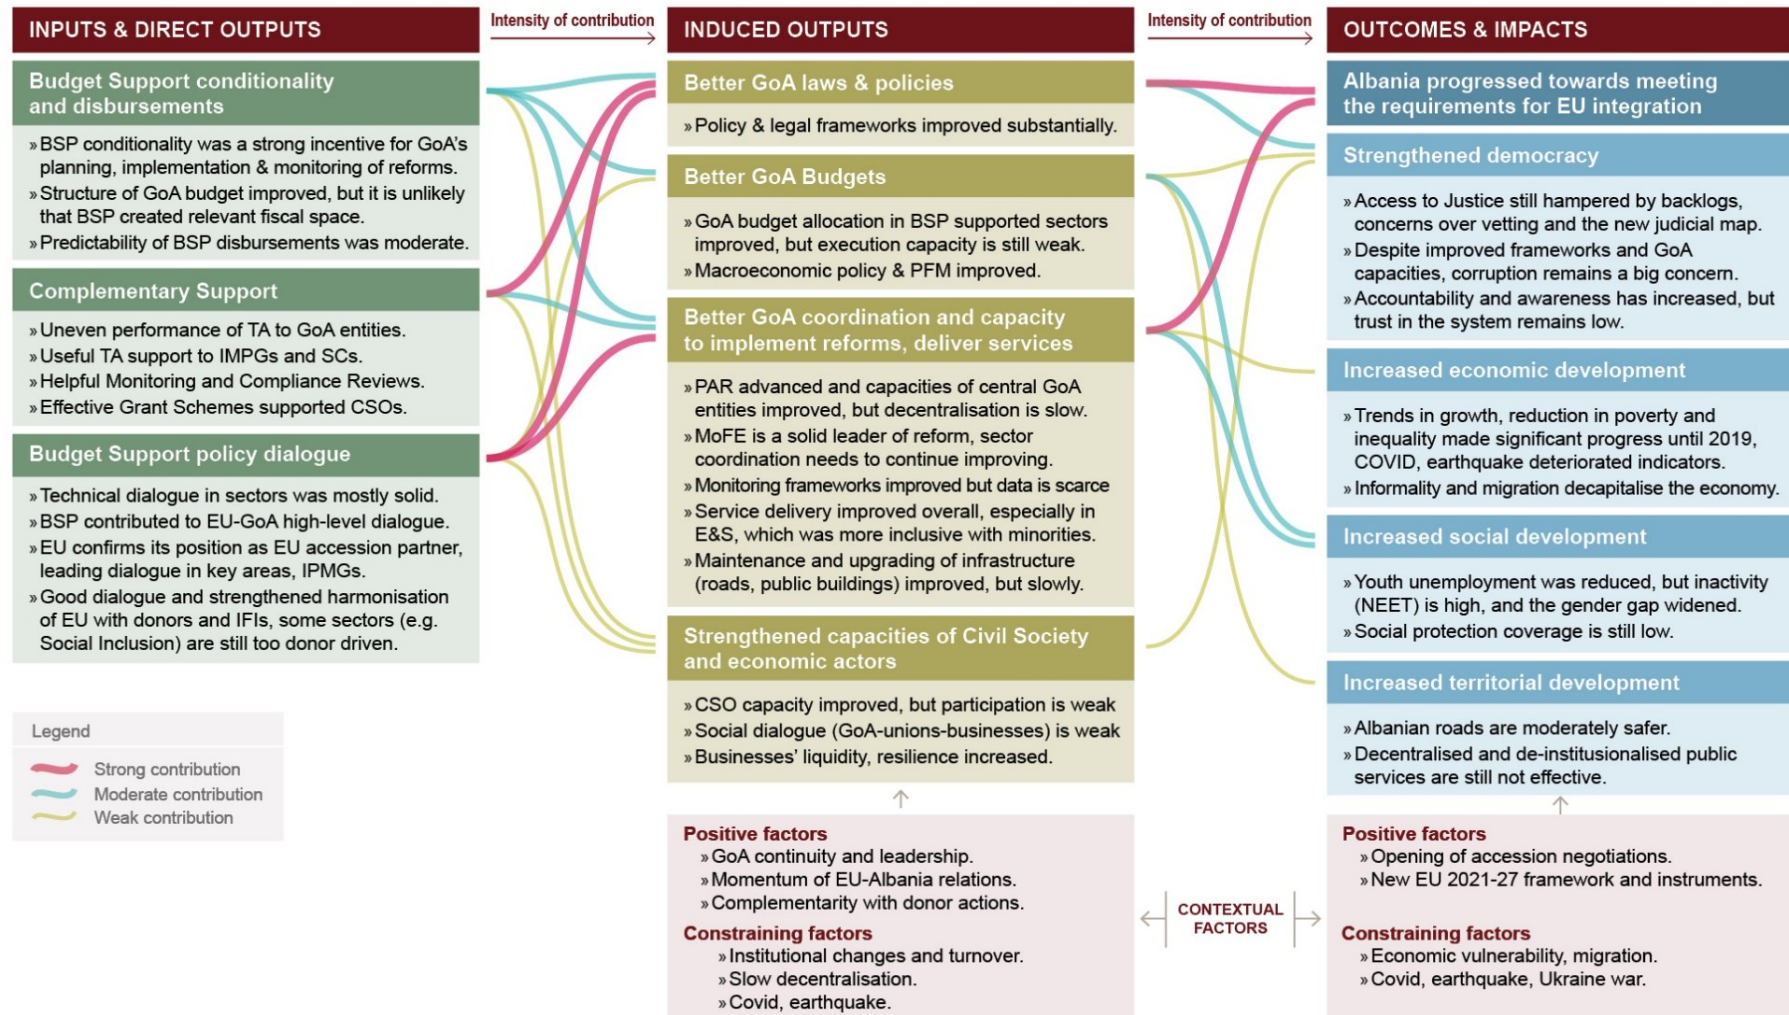 INPUTS & DIRECT OUTPUTS
Budget Support conditionality
and disbursements
» BSP conditionality was a strong incentive for GoA's
planning, implementation & monitoring of reforms.
» Structure of GoA budget improved, but it is unlikely
that BSP created relevant fiscal space.
» Predictability of BSP disbursements was moderate.
Complementary Support
» Uneven performance of TA to GoA entities.
» Useful TA support to IMPGs and SCs.
» Helpful Monitoring and Compliance Reviews.
» Effective Grant Schemes supported CSOs.
Budget Support policy dialogue
» Technical dialogue in sectors was mostly solid.
» BSP contributed to EU-GoA high-level dialogue.
» EU confirms its position as EU accession partner,
leading dialogue in key areas, IPMGs.
» Good dialogue and strengthened harmonisation
of EU with donors and IFIs, some sectors (e.g.
Social Inclusion) are still too donor driven.
Legend
Strong contribution
Moderate contribution
Weak contribution
Intensity of contribution
INDUCED OUTPUTS
Better GoA laws & policies
» Policy & legal frameworks improved substantially.
Better GoA Budgets
» GoA budget allocation in BSP supported sectors
improved, but execution capacity is still weak.
» Macroeconomic policy & PFM improved.
Better GoA coordination and capacity
to implement reforms, deliver services
» PAR advanced and capacities of central GoA
entities improved, but decentralisation is slow.
» MoFE is a solid leader of reform, sector
coordination needs to continue improving.
» Monitoring frameworks improved but data is scarce
» Service delivery improved overall, especially in
E&S, which was more inclusive with minorities.
» Maintenance and upgrading of infrastructure
(roads, public buildings) improved, but slowly.
Strengthened capacities of Civil Society
and economic actors
» CSO capacity improved, but participation is weak
» Social dialogue (GoA-unions-businesses) is weak
» Businesses' liquidity, resilience increased.
Positive factors
» GoA continuity and leadership.
» Momentum of EU-Albania relations.
» Complementarity with donor actions.
Constraining factors
» Institutional changes and turnover.
» Slow decentralisation.
» Covid, earthquake.
Intensity of contribution
CONTEXTUAL
FACTORS
OUTCOMES & IMPACTS
Albania progressed towards meeting
the requirements for EU integration
Strengthened democracy
» Access to Justice still hampered by backlogs,
concerns over vetting and the new judicial map.
» Despite improved frameworks and GoA
capacities, corruption remains a big concern.
» Accountability and awareness has increased, but
trust in the system remains low.
Increased economic development
» Trends in growth, reduction in poverty and
inequality made significant progress until 2019,
COVID, earthquake deteriorated indicators.
» Informality and migration decapitalise the economy.
Increased social development
» Youth unemployment was reduced, but inactivity
(NEET) is high, and the gender gap widened.
» Social protection coverage is still low.
Increased territorial development
» Albanian roads are moderately safer.
» Decentralised and de-institutionalised public
services are still not effective.
Positive factors
» Opening of accession negotiations.
» New EU 2021-27 framework and instruments.
Constraining factors
» Economic vulnerability, migration.
» Covid, earthquake, Ukraine war.